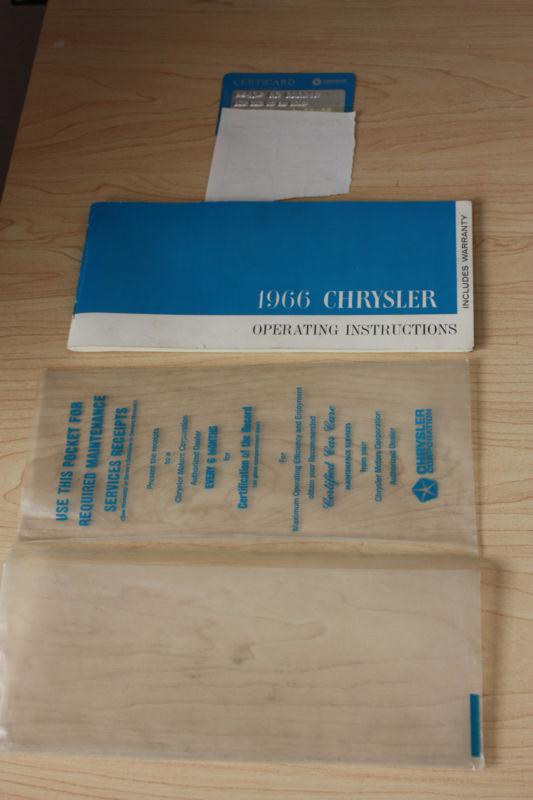 CERTICARD
1966 CHRYSLER
OPERATING INSTRUCTIONS
INCLUDES WARRANTY
USE THIS POCKET FOR
REQUIRED MAINTENANCE
SERVICES RECEIPTS
Present the receipts
to a
Chrysler Motors Corporation
Authorized Dealer
EVERY 6 MONTHS
for
Certification of the Record
For
Maximum Operating Efficiency and Enjoyment
obtain your Recommended
Certified Car Care
MAINTENANCE SERVICES
from your
Chrysler Motors Corporation
Authorized Dealer
CHRYSLER
CORPORATION